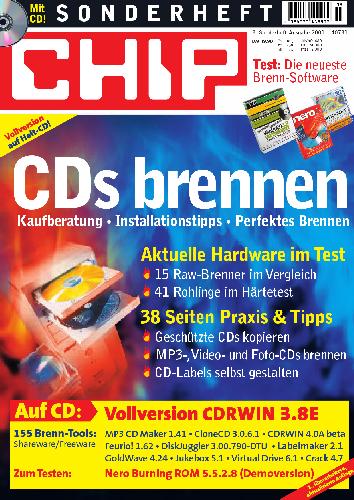 Mit CD!
SONDERHEFT
CHIP
Test: Die neueste
Brenn-Software
Vollversion
auf Heft-CD!
nero
CDs brennen
Kaufberatung • Installationstipps • Perfektes Brennen
Aktuelle Hardware im Test
15 Raw-Brenner im Vergleich
41 Rohlinge im Härtetest
38 Seiten Praxis & Tipps
Geschützte CDs kopieren
MP3-, Video- und Foto-CDs brennen
CD-Labels selbst gestalten
Auf CD: Vollversion CDRWIN 3.8E
155 Brenn-Tools: MP3 CD Maker 1.41 • CloneCD 3.0.6.1 • CDRWIN 4.0A beta
Shareware/Freeware Feurio! 1.62 • DiskJuggler 3.00.790-DTU • Labelmaker 2.1
GoldWave 4.24 • Jukebox 5.1 • Virtual Drive 6.1 • Crack 4.7
Zum Testen: Nero Burning ROM 5.5.2.8 (Demoversion)